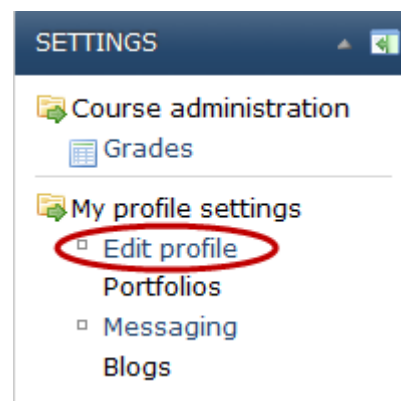 SETTINGS
Course administration
Grades
My profile settings
Edit profile
Portfolios
Messaging
Blogs